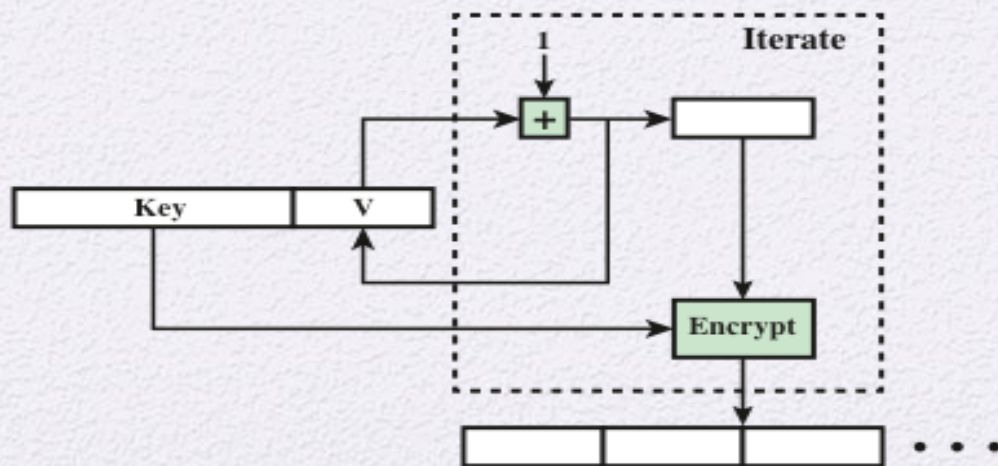 Iterate
1
+
Key V
Encrypt
. . .